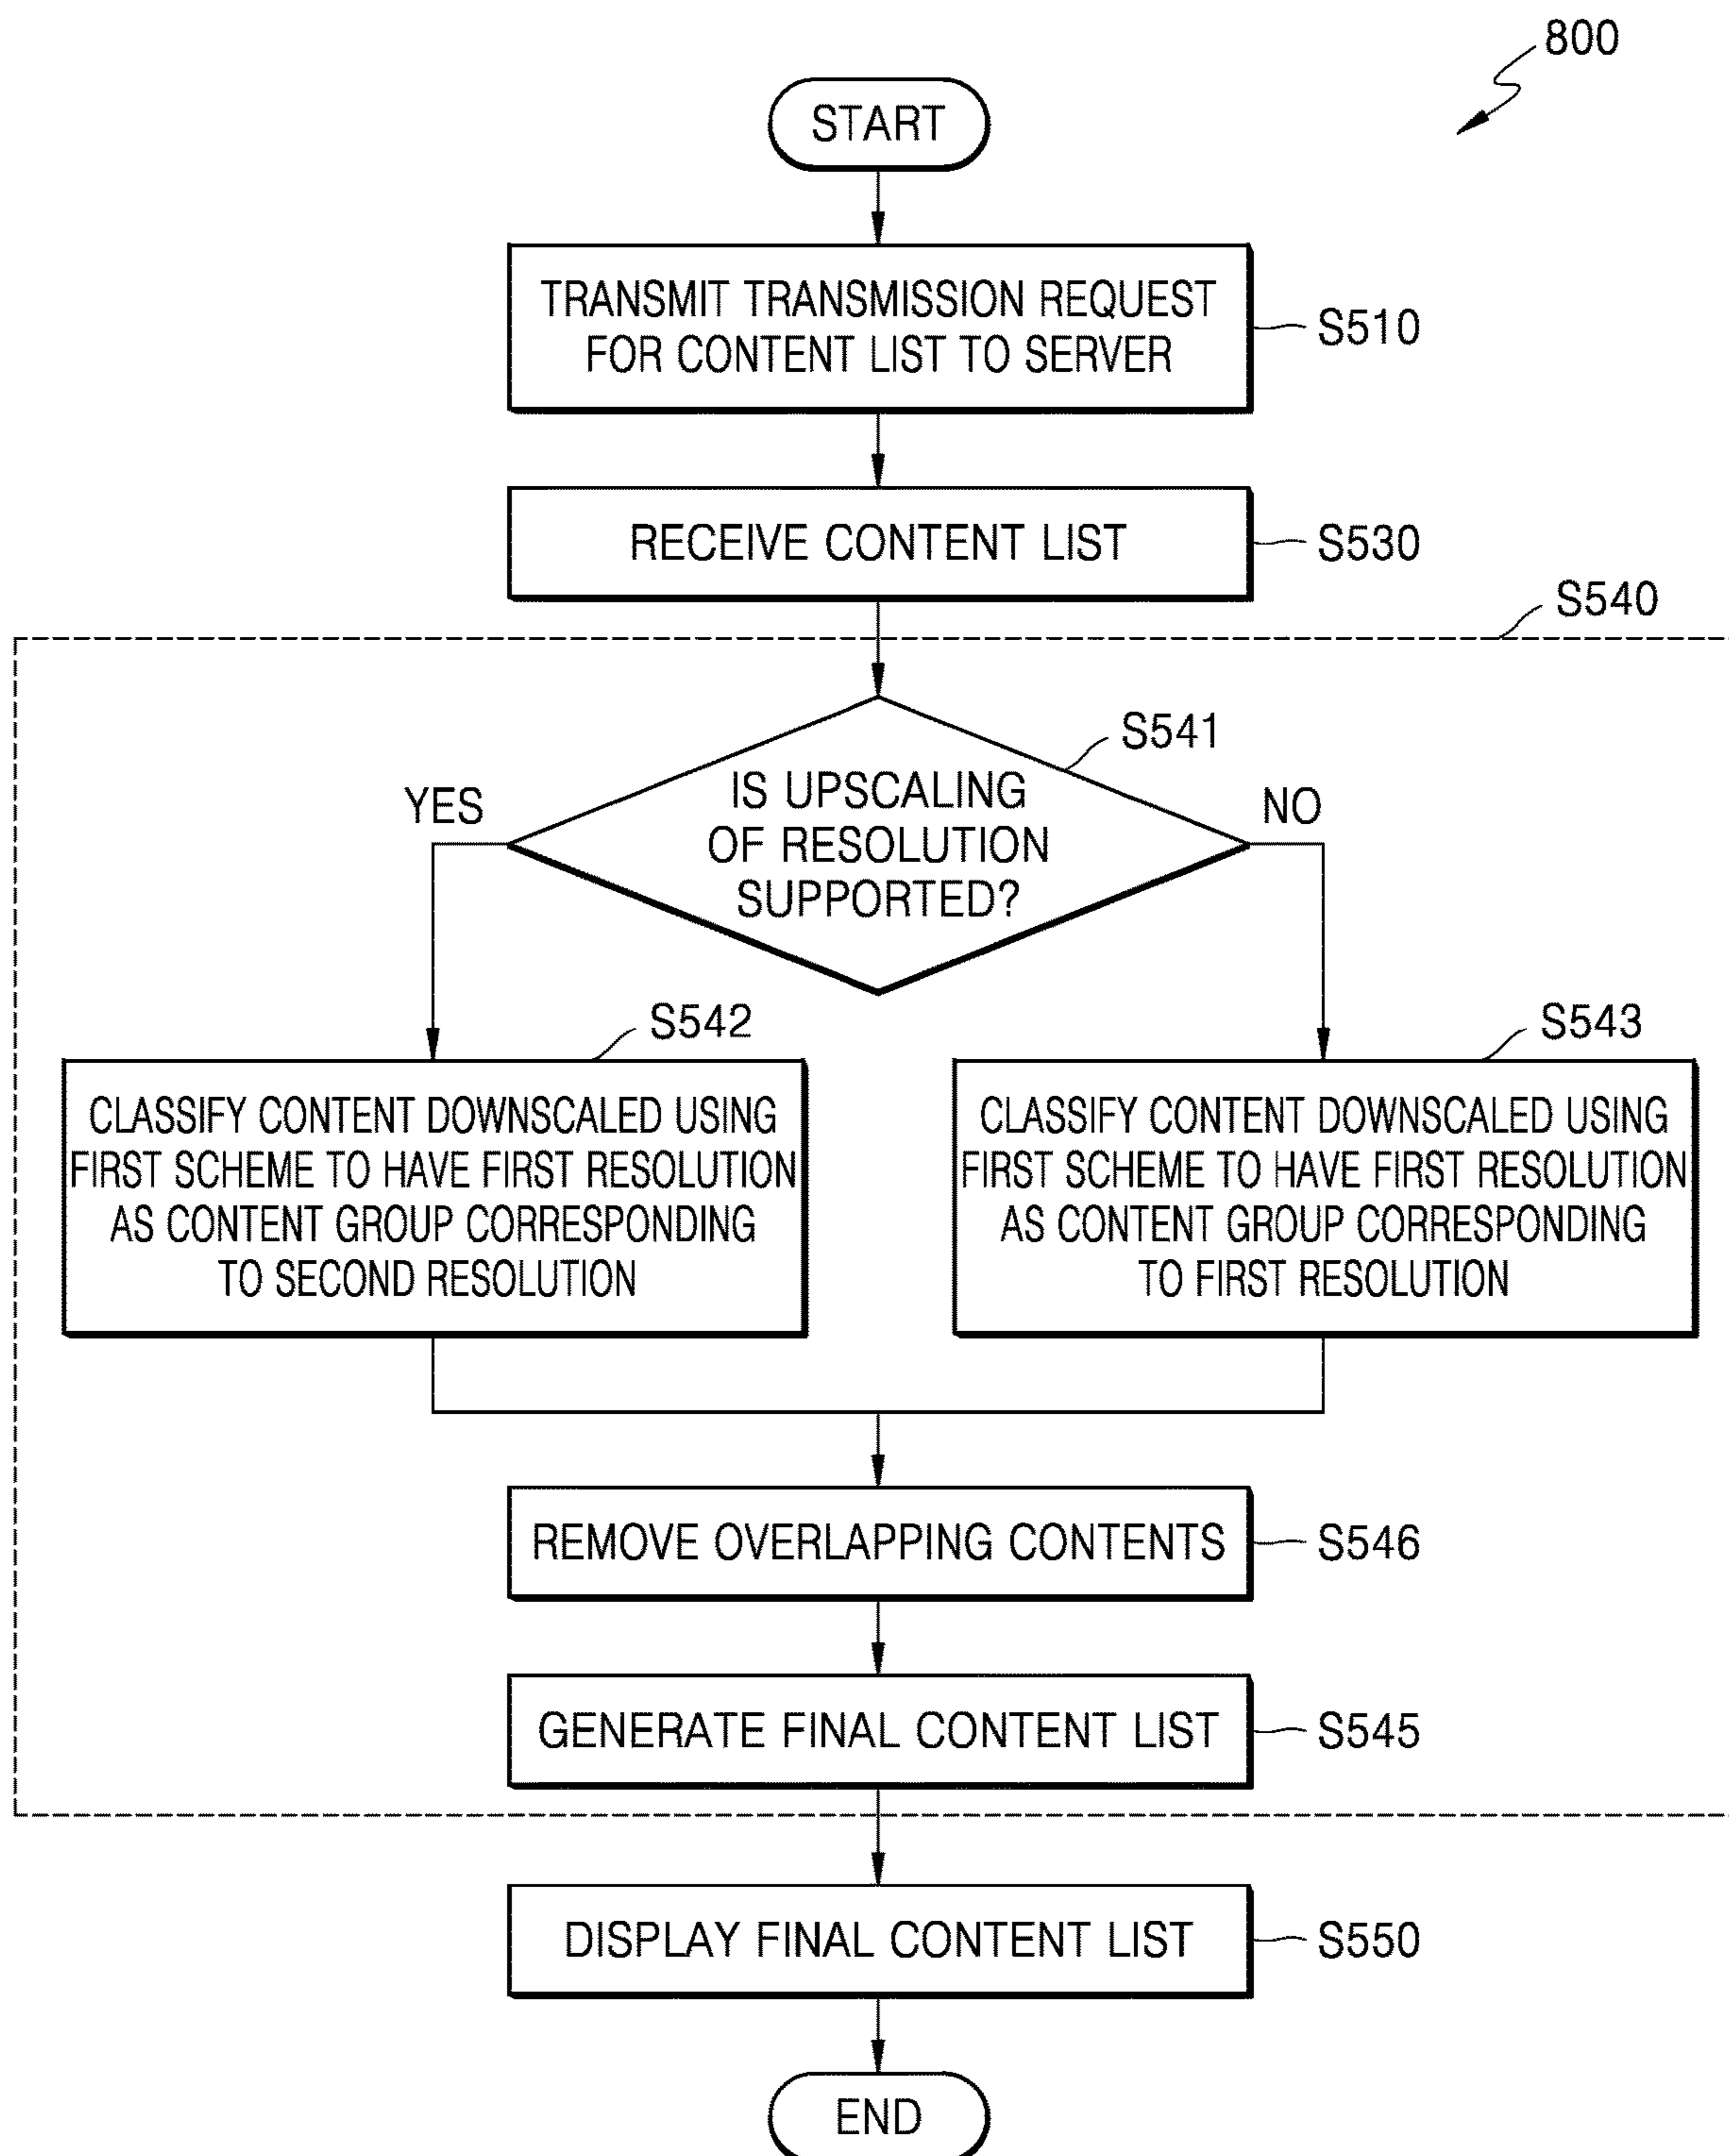 800
START
TRANSMIT TRANSMISSION REQUEST
FOR CONTENT LIST TO SERVER
S510
RECEIVE CONTENT LIST
S530
S540
S541
IS UPSCALING
OF RESOLUTION
SUPPORTED?
YES
NO
S542
CLASSIFY CONTENT DOWNSCALED USING
FIRST SCHEME TO HAVE FIRST RESOLUTION
AS CONTENT GROUP CORRESPONDING
TO SECOND RESOLUTION
S543
CLASSIFY CONTENT DOWNSCALED USING
FIRST SCHEME TO HAVE FIRST RESOLUTION
AS CONTENT GROUP CORRESPONDING
TO FIRST RESOLUTION
REMOVE OVERLAPPING CONTENTS
S546
GENERATE FINAL CONTENT LIST
S545
DISPLAY FINAL CONTENT LIST
S550
END